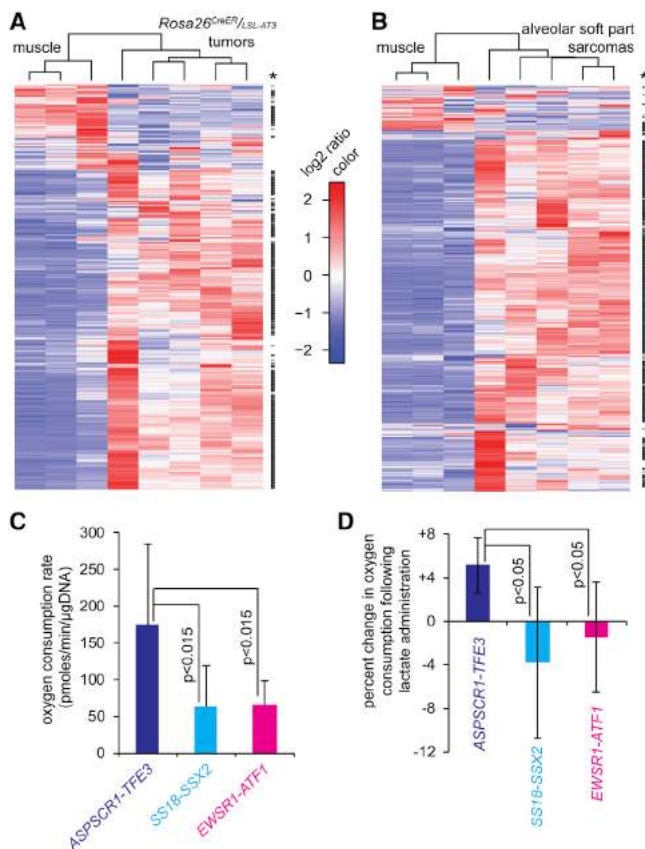 A
Rosa26CreER/LSL-AT3
muscle
tumors
*
log2 ratio
color
2
1
0
−1
−2
B
alveolar soft part
muscle
sarcomas
*
C
oxygen consumption rate
(pmoles/min/µgDNA)
300
250
200
150
100
50
0
p<0.015
p<0.015
ASPSCR1-TFE3
SS18-SSX2
EWSR1-ATF1
D
percent change in oxygen
consumption following
lactate administration
+8
+4
0
-4
-8
-12
p<0.05
p<0.05
ASPSCR1-TFE3
SS18-SSX2
EWSR1-ATF1